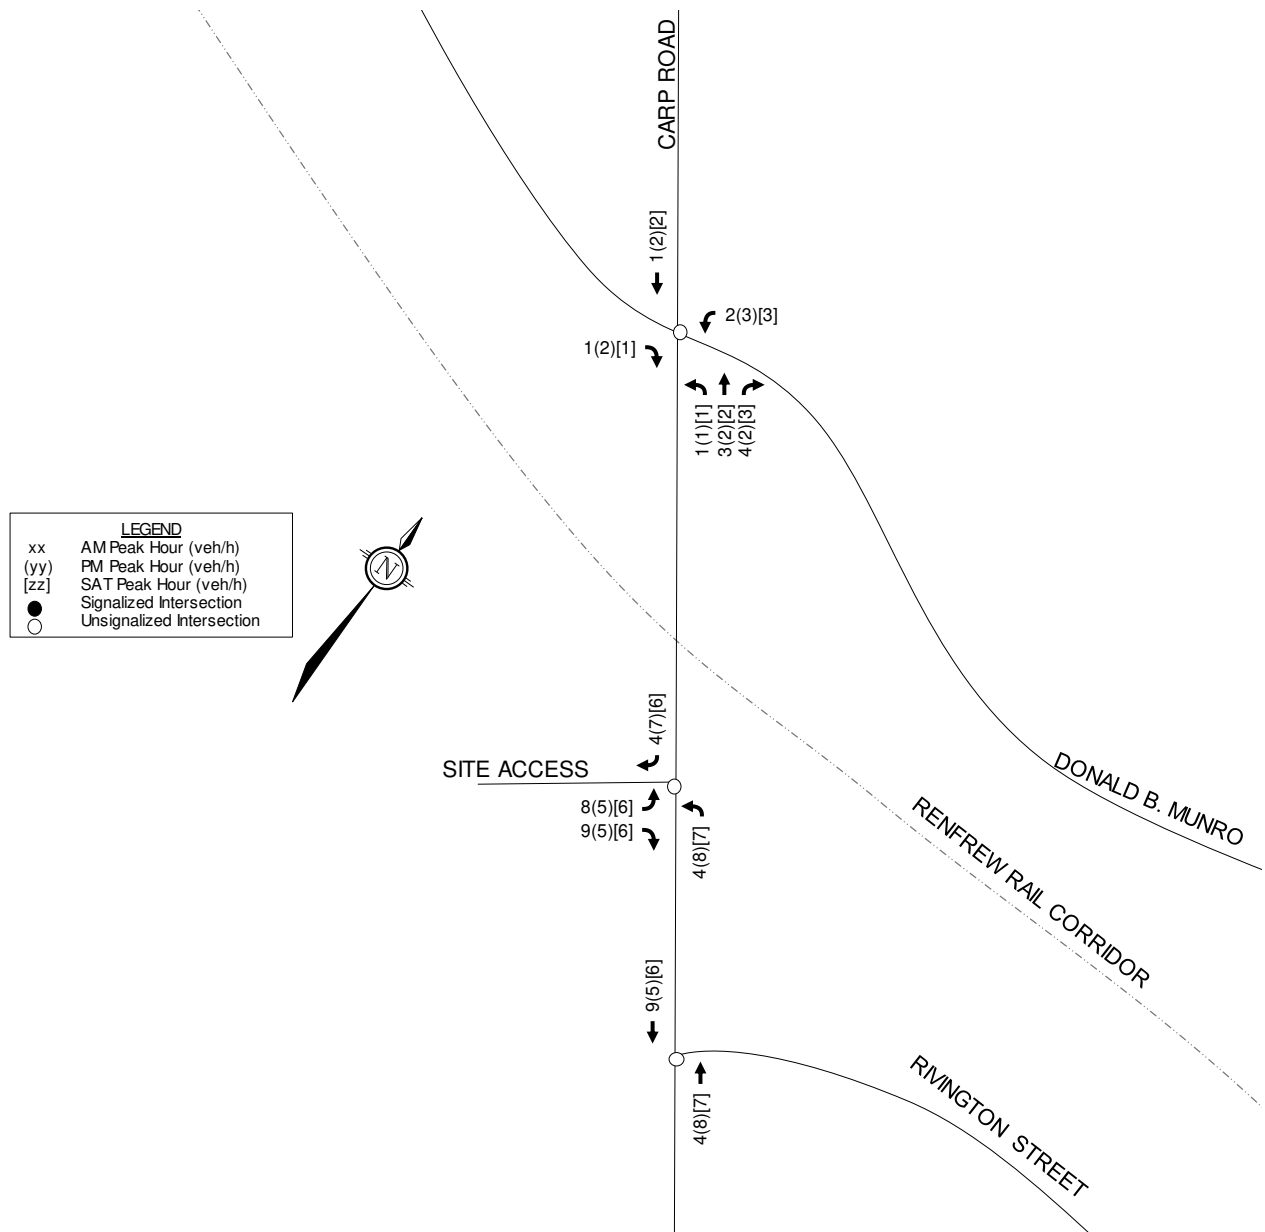 CARP ROAD
1(2)[2]
2(3)[3]
1(2)[1]
1(1)[1]
3(2)[2]
4(2)[3]
LEGEND
xx AM Peak Hour (veh/h)
(yy) PM Peak Hour (veh/h)
[zz] SAT Peak Hour (veh/h)
Signalized Intersection
Unsignalized Intersection
N
4(7)[6]
SITE ACCESS
8(5)[6]
9(5)[6]
4(8)[7]
DONALD B. MUNRO
RENFREW RAIL CORRIDOR
9(5)[6]
4(8)[7]
RIVINGTON STREET